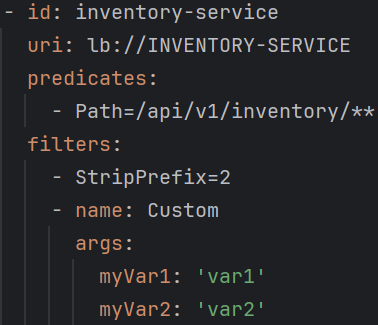 - id: inventory-service
  uri: lb://INVENTORY-SERVICE
  predicates:
    - Path=/api/v1/inventory/**
  filters:
    - StripPrefix=2
    - name: Custom
      args:
        myVar1: 'var1'
        myVar2: 'var2'